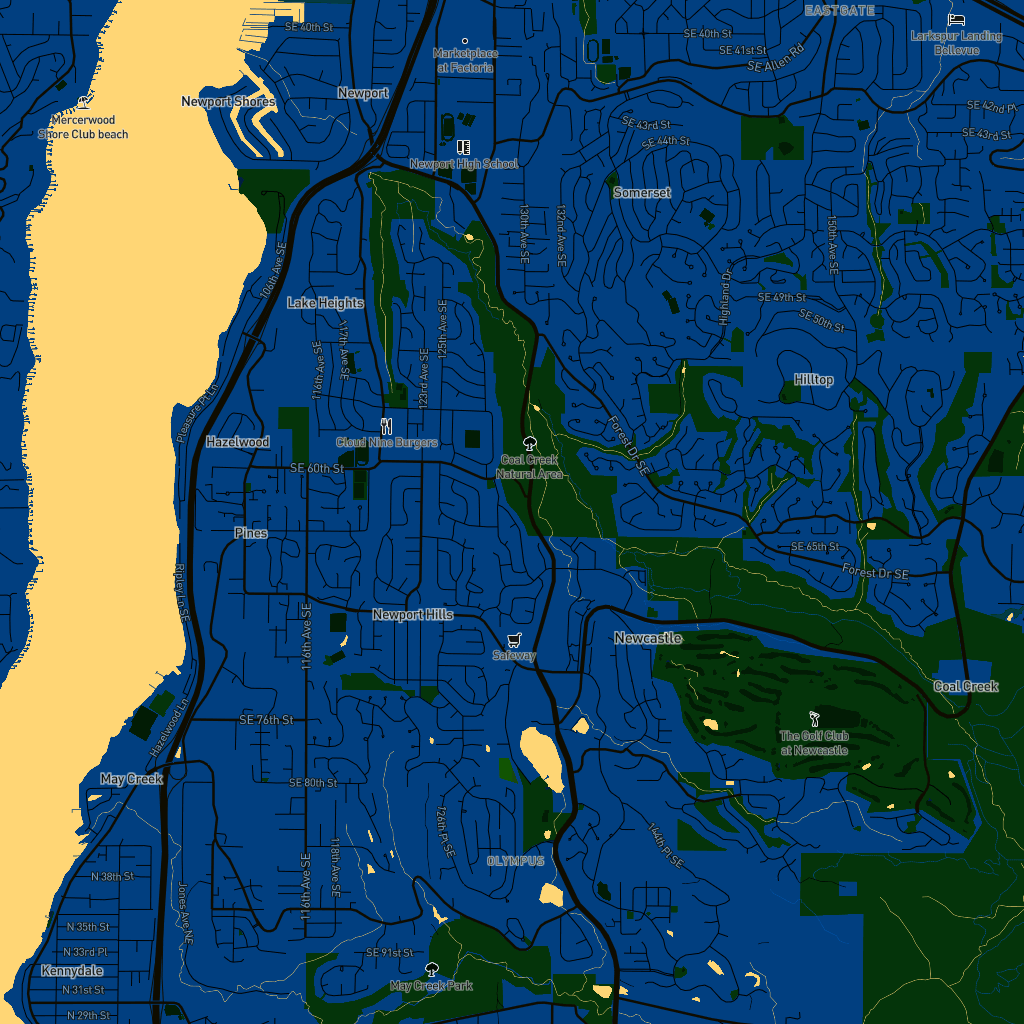 EASTGATE
SE 40th St
SE 40th St
SE 41st St
SE Allen Rd
Larkspur Landing
Bellevue
Marketplace
at Factoria
Newport
Newport Shores
Mercerwood
Shore Club beach
SE 42nd Pl
SE 43rd St
SE 43rd St
SE 44th St
Newport High School
Somerset
130th Ave SE
132nd Ave SE
150th Ave SE
106th Ave SE
Highland Dr
SE 49th St
SE 50th St
Lake Heights
117th Ave SE
116th Ave SE
125th Ave SE
123rd Ave SE
Hilltop
Pleasure Pt Ln
Hazelwood
Cloud Nine Burgers
Forest Dr SE
Coal Creek
Natural Area
SE 60th St
Pines
SE 65th St
Forest Dr SE
Ripley Ln SE
116th Ave SE
Newport Hills
Newcastle
Safeway
Coal Creek
Hazelwood Ln
SE 76th St
The Golf Club
at Newcastle
May Creek
SE 80th St
126th Pl SE
144th Pl SE
OLYMPUS
118th Ave SE
116th Ave SE
N 38th St
Jones Ave NE
N 35th St
N 33rd Pl
SE 91st St
Kennydale
May Creek Park
N 31st St
N 29th St